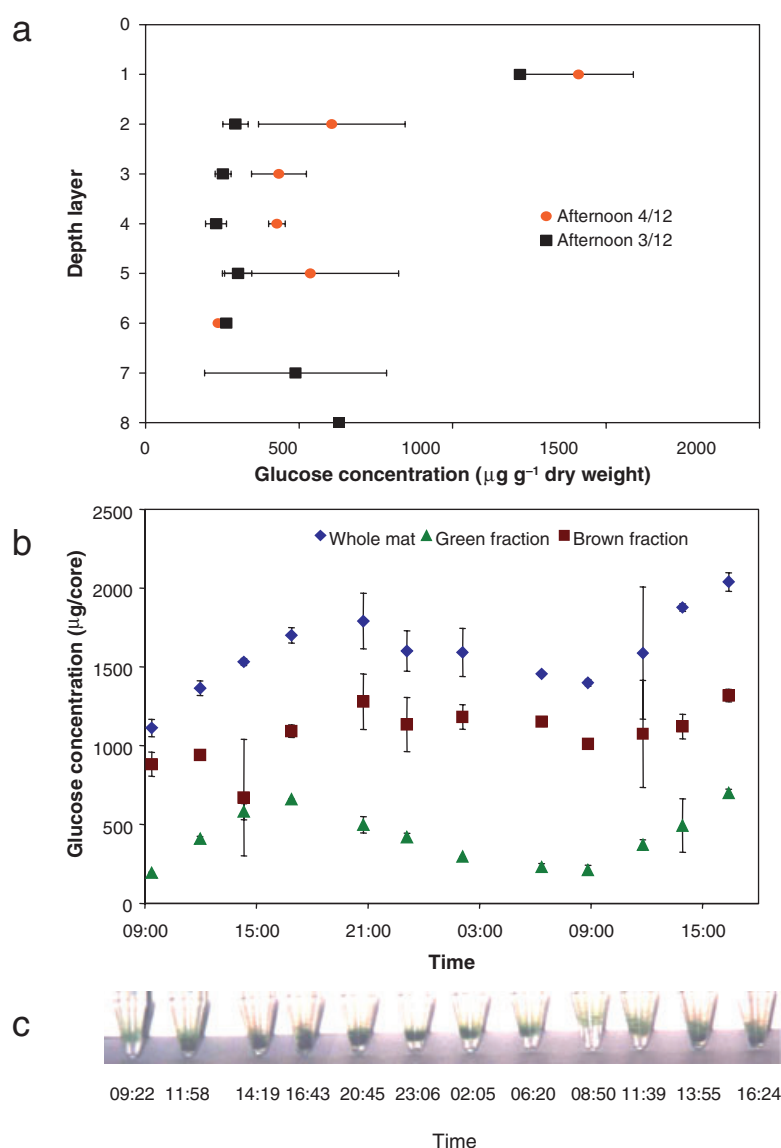 a
0
1
2
3
4
5
6
7
8
Depth layer
Afternoon 4/12
Afternoon 3/12
0 500 1000 1500 2000
Glucose concentration (μg g⁻¹ dry weight)
b
2500
2000
1500
1000
500
0
Glucose concentration (μg/core)
Whole mat Green fraction Brown fraction
09:00 15:00 21:00 03:00 09:00 15:00
Time
c
09:22 11:58 14:19 16:43 20:45 23:06 02:05 06:20 08:50 11:39 13:55 16:24
Time